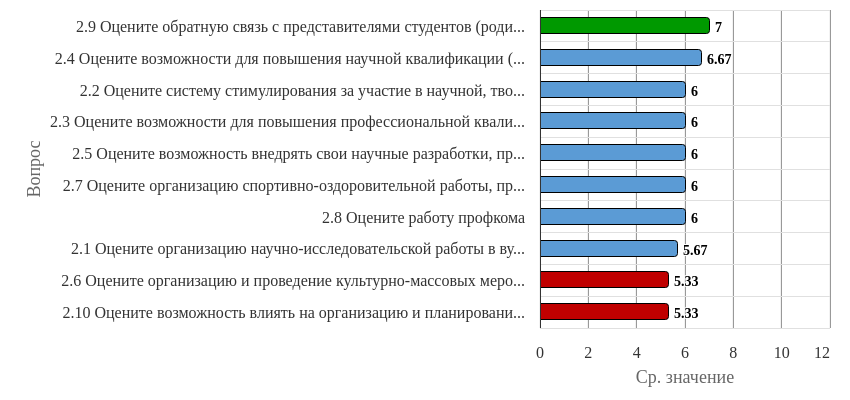 2.9 Оцените обратную связь с представителями студентов (роди... 7
2.4 Оцените возможности для повышения научной квалификации (... 6.67
2.2 Оцените систему стимулирования за участие в научной, тво... 6
2.3 Оцените возможности для повышения профессиональной квали... 6
2.5 Оцените возможность внедрять свои научные разработки, пр... 6
2.7 Оцените организацию спортивно-оздоровительной работы, пр... 6
2.8 Оцените работу профкома 6
2.1 Оцените организацию научно-исследовательской работы в ву... 5.67
2.6 Оцените организацию и проведение культурно-массовых меро... 5.33
2.10 Оцените возможность влиять на организацию и планировани... 5.33
Вопрос
0 2 4 6 8 10 12
Ср. значение